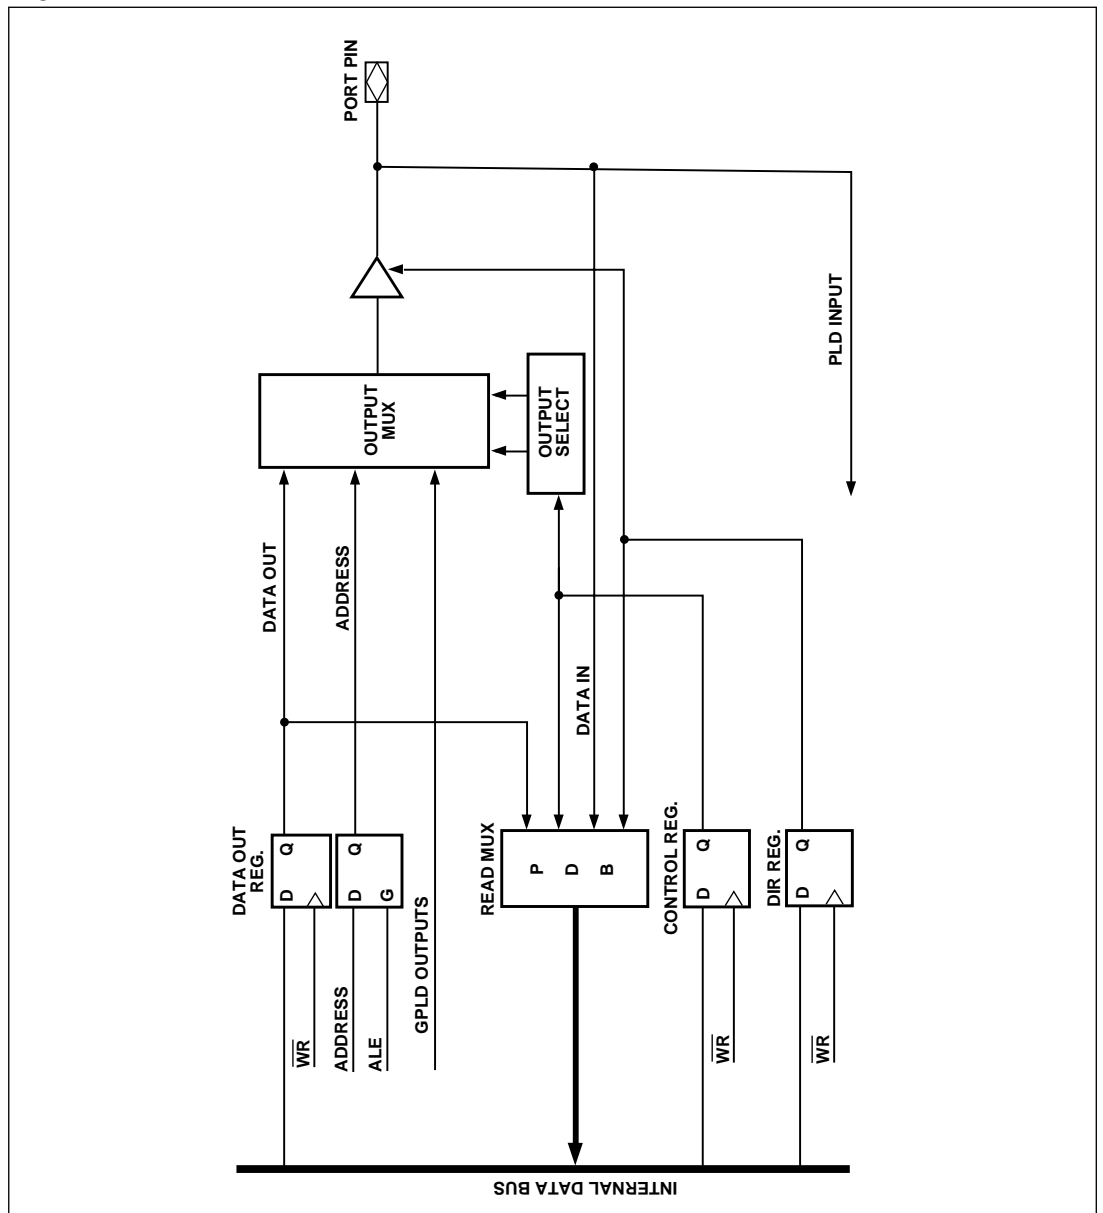 PORT PIN
PLD INPUT
OUTPUT
MUX
OUTPUT
SELECT
DATA OUT
ADDRESS
DATA IN
DATA OUT
REG.
D Q
WR
D Q
G
ADDRESS
ALE
GPLD OUTPUTS
READ MUX
P
D
B
CONTROL REG.
D Q
WR
DIR REG.
D Q
WR
INTERNAL DATA BUS